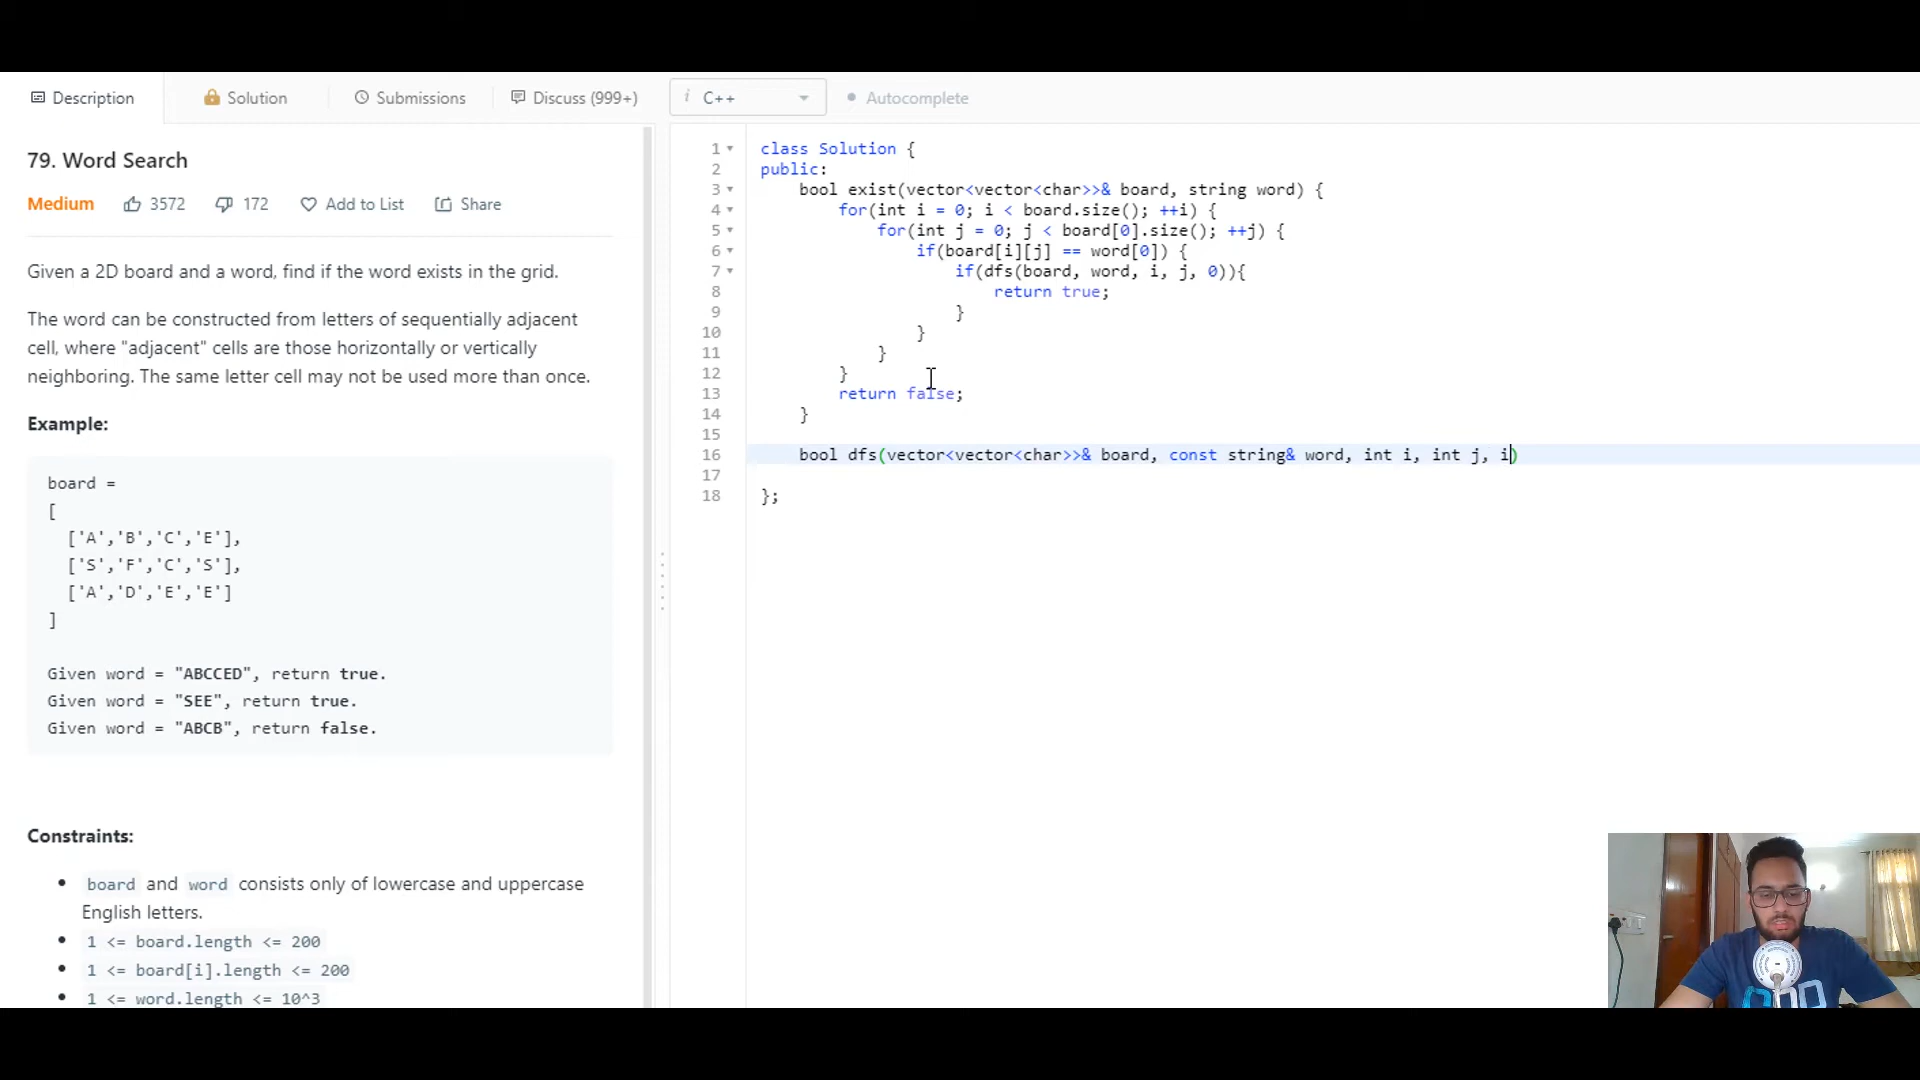 Description
Solution
Submissions
Discuss (999+)
i C++
Autocomplete
79. Word Search
Medium 3572 172 Add to List Share
Given a 2D board and a word, find if the word exists in the grid.
The word can be constructed from letters of sequentially adjacent
cell, where "adjacent" cells are those horizontally or vertically
neighboring. The same letter cell may not be used more than once.
Example:
board =
[
['A','B','C','E'],
['S','F','C','S'],
['A','D','E','E']
]
Given word = "ABCCED", return true.
Given word = "SEE", return true.
Given word = "ABCB", return false.
Constraints:
• board and word consists only of lowercase and uppercase
English letters.
• 1 <= board.length <= 200
• 1 <= board[i].length <= 200
• 1 <= word.length <= 10^3
1 class Solution {
2 public:
3 bool exist(vector<vector<char>>& board, string word) {
4 for(int i = 0; i < board.size(); ++i) {
5 for(int j = 0; j < board[0].size(); ++j) {
6 if(board[i][j] == word[0]) {
7 if(dfs(board, word, i, j, 0)){
8 return true;
9 }
10 }
11 }
12 }
13 return false;
14 }
15
16 bool dfs(vector<vector<char>>& board, const string& word, int i, int j, i)
17
18 };